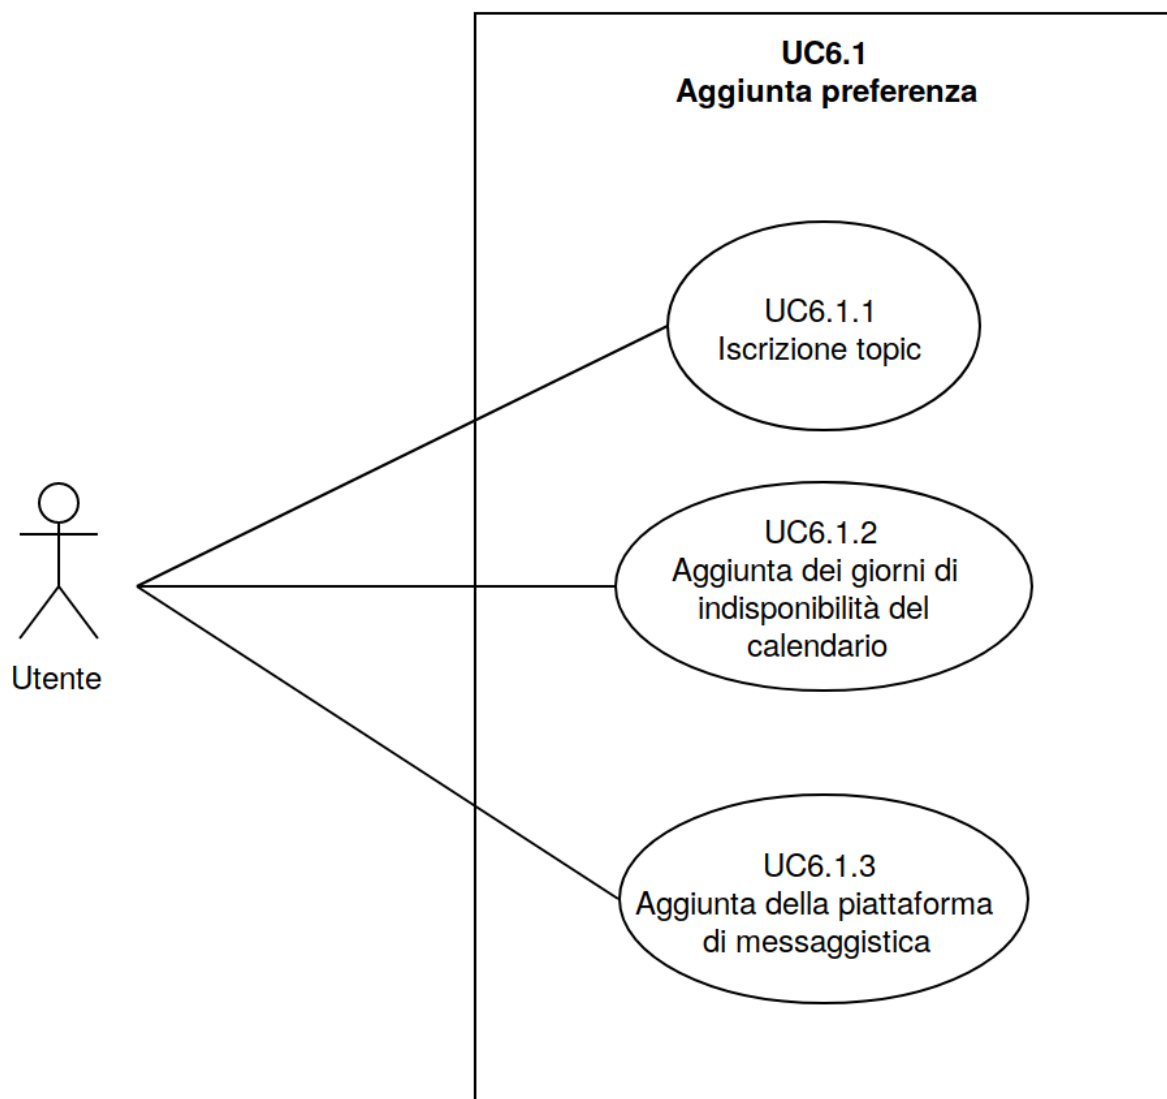 UC6.1
Aggiunta preferenza
UC6.1.1
Iscrizione topic
UC6.1.2
Aggiunta dei giorni di
indisponibilità del
calendario
Utente
UC6.1.3
Aggiunta della piattaforma
di messaggistica